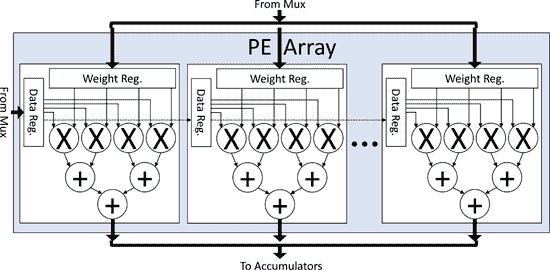 From Mux
PE Array
From Mux
Weight Reg.
Data Reg.
X X X X
+ +
+
Weight Reg.
Data Reg.
X X X X
+ +
+
Weight Reg.
Data Reg.
X X X X
+ +
+
To Accumulators